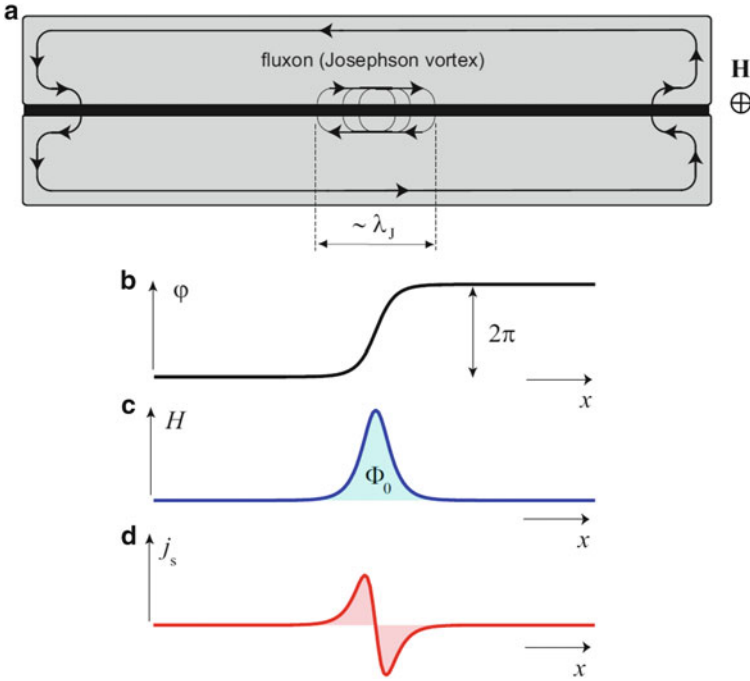 a
fluxon (Josephson vortex)
H
⊕
~ λJ
b
φ
2π
x
c
H
Φ0
x
d
js
x